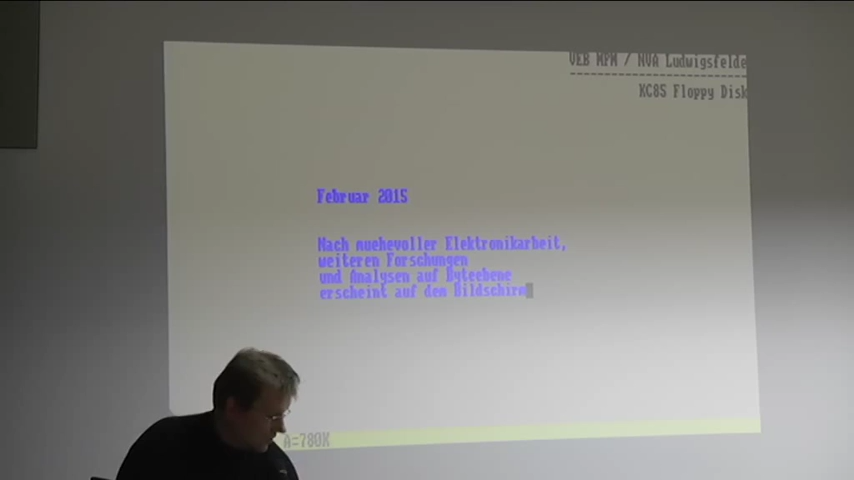 VEB MPM / NVA Ludwigsfelde
--------------------------
KC85 Floppy Disk
Februar 2015
Nach muehevoller Elektronikarbeit,
weiteren Forschungen
und Analysen auf Byteebene
erscheint auf dem Bildschirm
A=780K